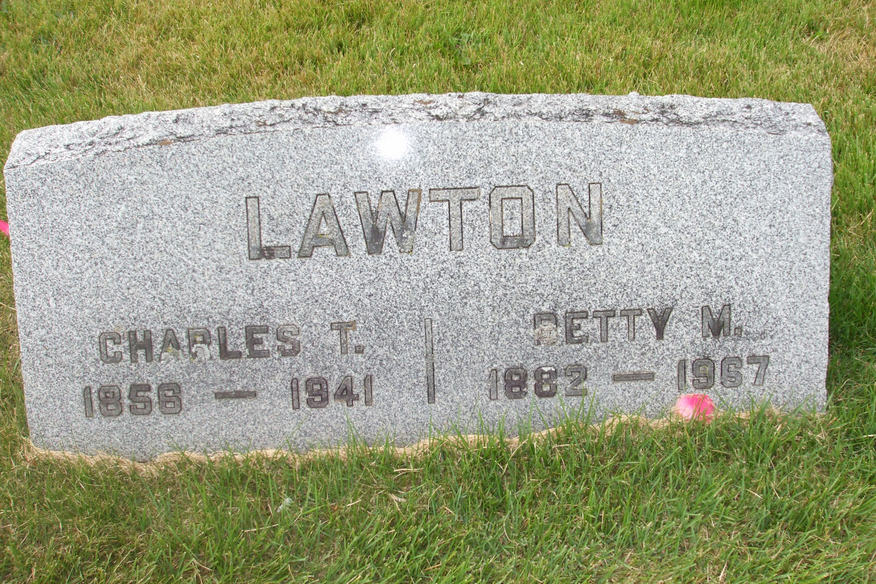 LAWTON
CHARLES T.
1856 — 1941
BETTY M.
1882 — 1967